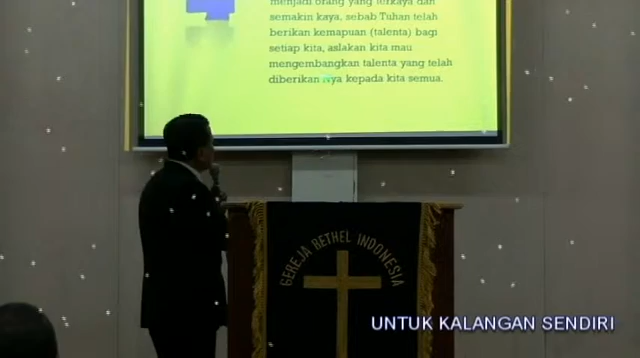 menjadi orang yang terkaya dan
semakin kaya, sebab Tuhan telah
berikan kemapuan (talenta) bagi
setiap kita, aslakan kita mau
mengembangkan talenta yang telah
diberikan Nya kepada kita semua.
GEREJA BETHEL INDONESIA
UNTUK KALANGAN SENDIRI